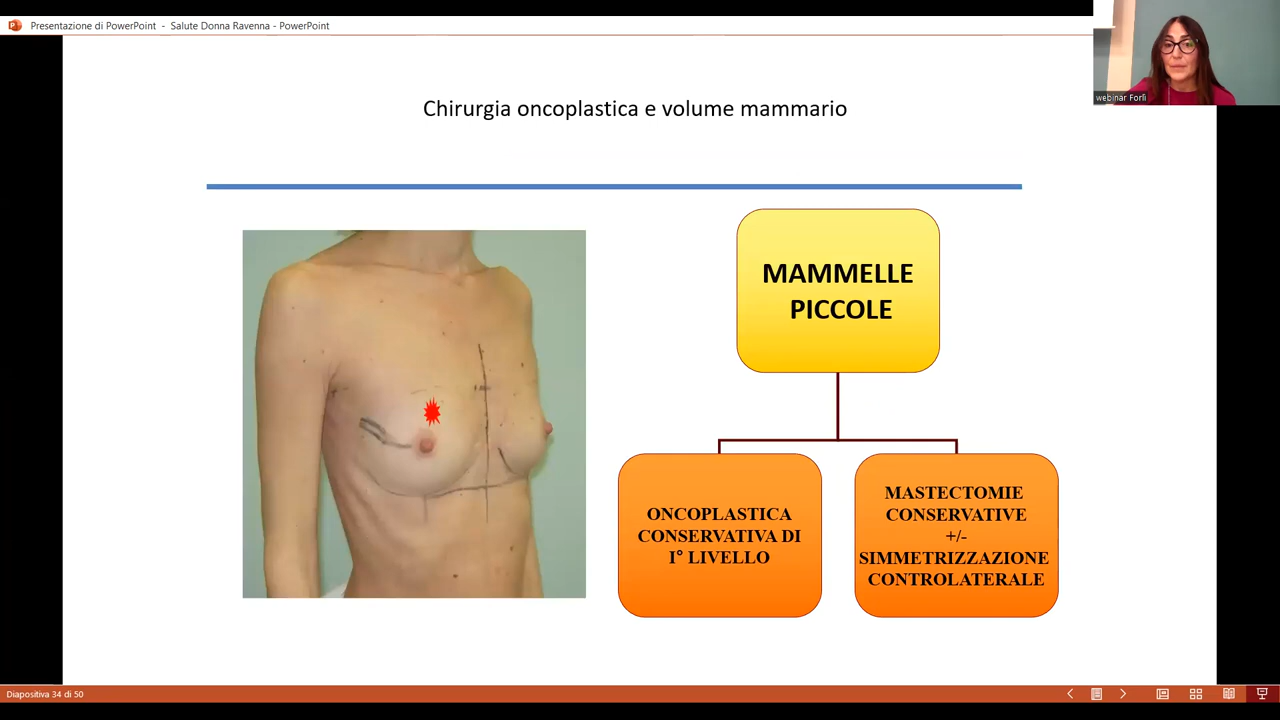 Presentazione di PowerPoint - Salute Donna Ravenna - PowerPoint
webinar Forlì
Chirurgia oncoplastica e volume mammario
MAMMELLE
PICCOLE
ONCOPLASTICA
CONSERVATIVA DI
I° LIVELLO
MASTECTOMIE
CONSERVATIVE
+/-
SIMMETRIZZAZIONE
CONTROLATERALE
Diapositiva 34 di 50